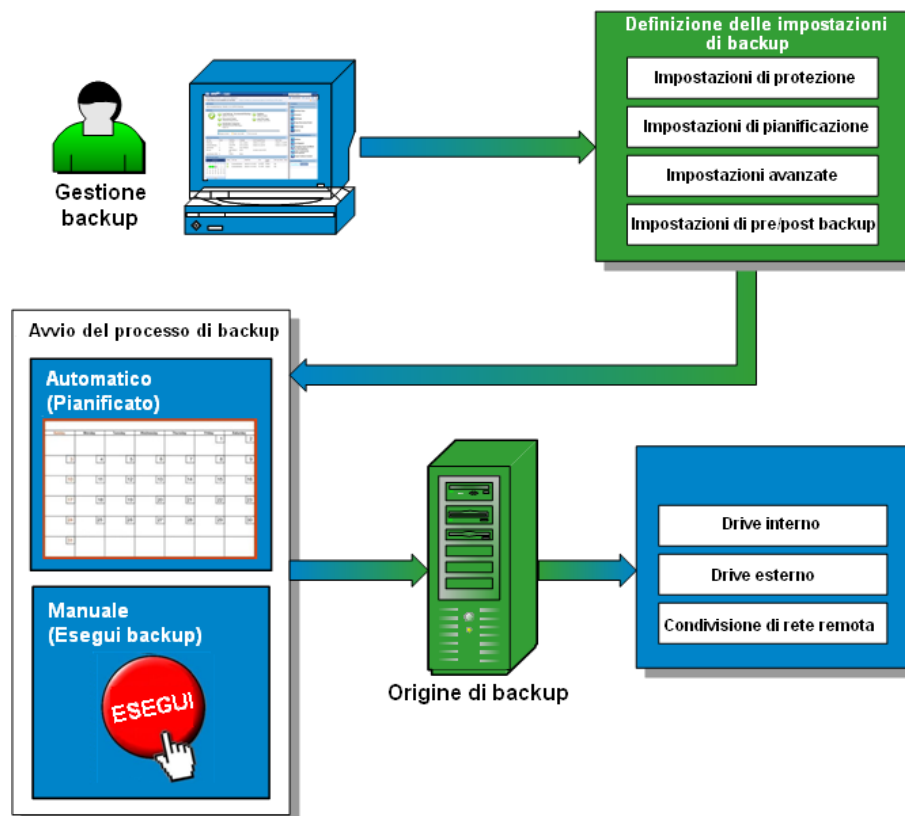 Definizione delle impostazioni
di backup
Impostazioni di protezione
Impostazioni di pianificazione
Impostazioni avanzate
Impostazioni di pre/post backup
Gestione
backup
Avvio del processo di backup
Automatico
(Pianificato)
Manuale
(Esegui backup)
ESEGUI
Origine di backup
Drive interno
Drive esterno
Condivisione di rete remota